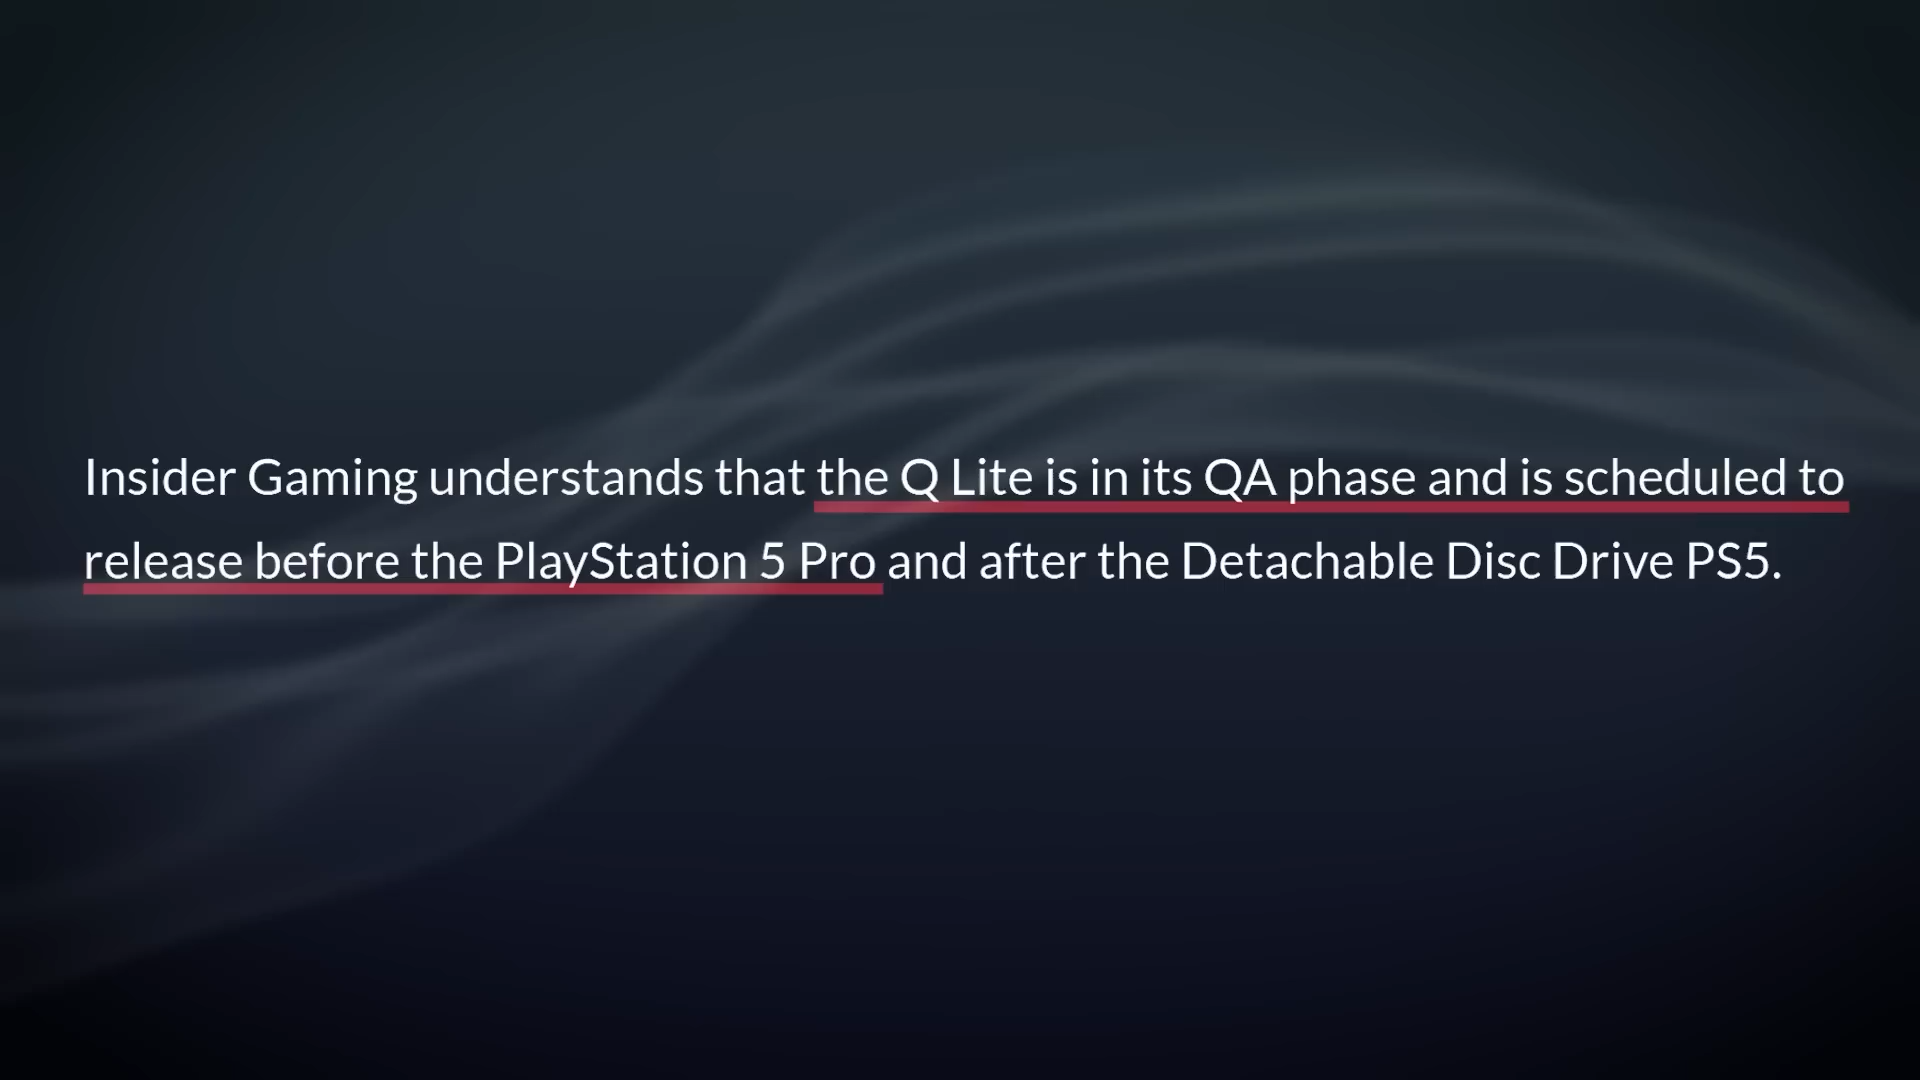 Insider Gaming understands that the Q Lite is in its QA phase and is scheduled to
release before the PlayStation 5 Pro and after the Detachable Disc Drive PS5.